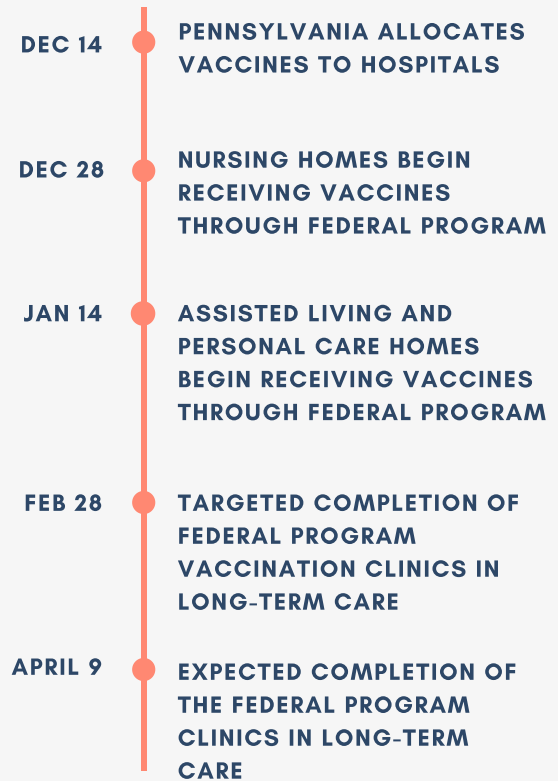 DEC 14
PENNSYLVANIA ALLOCATES
VACCINES TO HOSPITALS
DEC 28
NURSING HOMES BEGIN
RECEIVING VACCINES
THROUGH FEDERAL PROGRAM
JAN 14
ASSISTED LIVING AND
PERSONAL CARE HOMES
BEGIN RECEIVING VACCINES
THROUGH FEDERAL PROGRAM
FEB 28
TARGETED COMPLETION OF
FEDERAL PROGRAM
VACCINATION CLINICS IN
LONG-TERM CARE
APRIL 9
EXPECTED COMPLETION OF
THE FEDERAL PROGRAM
CLINICS IN LONG-TERM
CARE